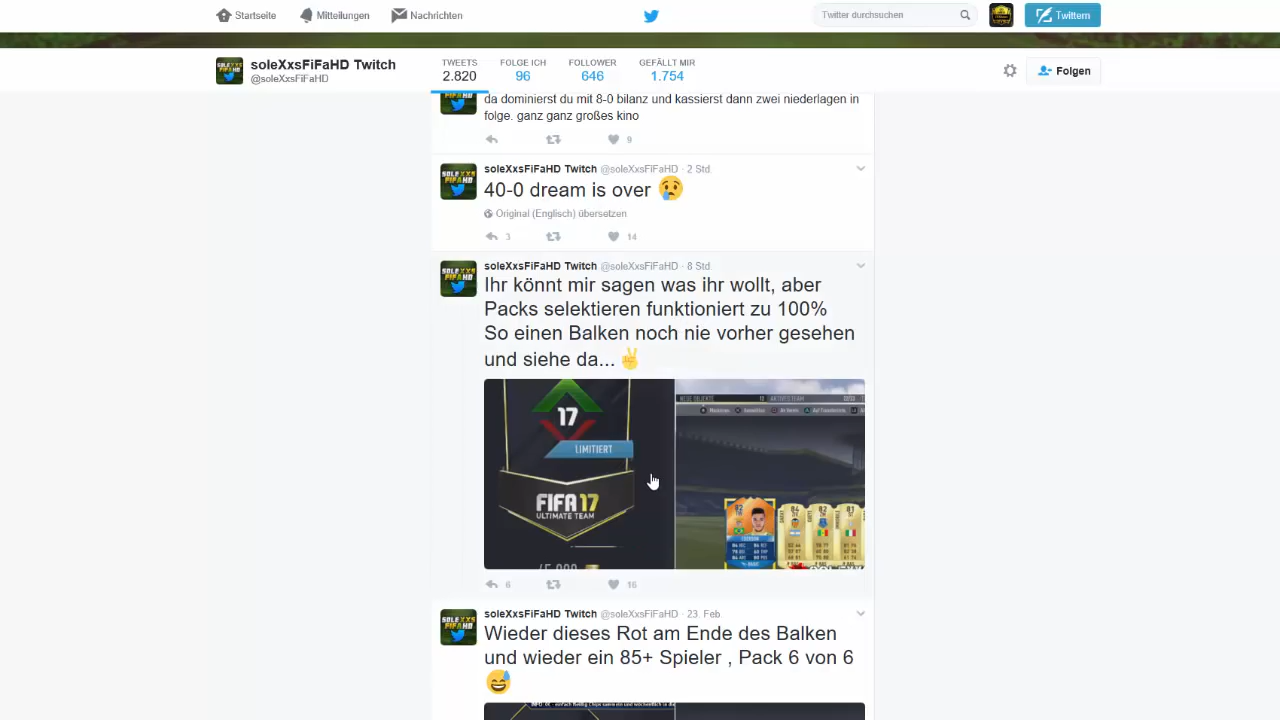 Startseite
Mitteilungen
Nachrichten
Twitter durchsuchen
Twittern
soleXxsFiFaHD Twitch
@soleXxsFiFaHD
TWEETS
2.820
FOLGE ICH
96
FOLLOWER
646
GEFÄLLT MIR
1.754
Folgen
da dominierst du mit 8-0 bilanz und kassierst dann zwei niederlagen in
folge. ganz ganz großes kino
9
soleXxsFiFaHD Twitch @soleXxsFiFaHD · 2 Std.
40-0 dream is over 😢
Original (Englisch) übersetzen
3
14
soleXxsFiFaHD Twitch @soleXxsFiFaHD · 8 Std.
Ihr könnt mir sagen was ihr wollt, aber
Packs selektieren funktioniert zu 100%
So einen Balken noch nie vorher gesehen
und siehe da...✌
17
LIMITIERT
FIFA 17
ULTIMATE TEAM
NEUE OBJEKTE
12
AKTIVES TEAM
6
16
soleXxsFiFaHD Twitch @soleXxsFiFaHD · 23. Feb.
Wieder dieses Rot am Ende des Balken
und wieder ein 85+ Spieler , Pack 6 von 6
😅